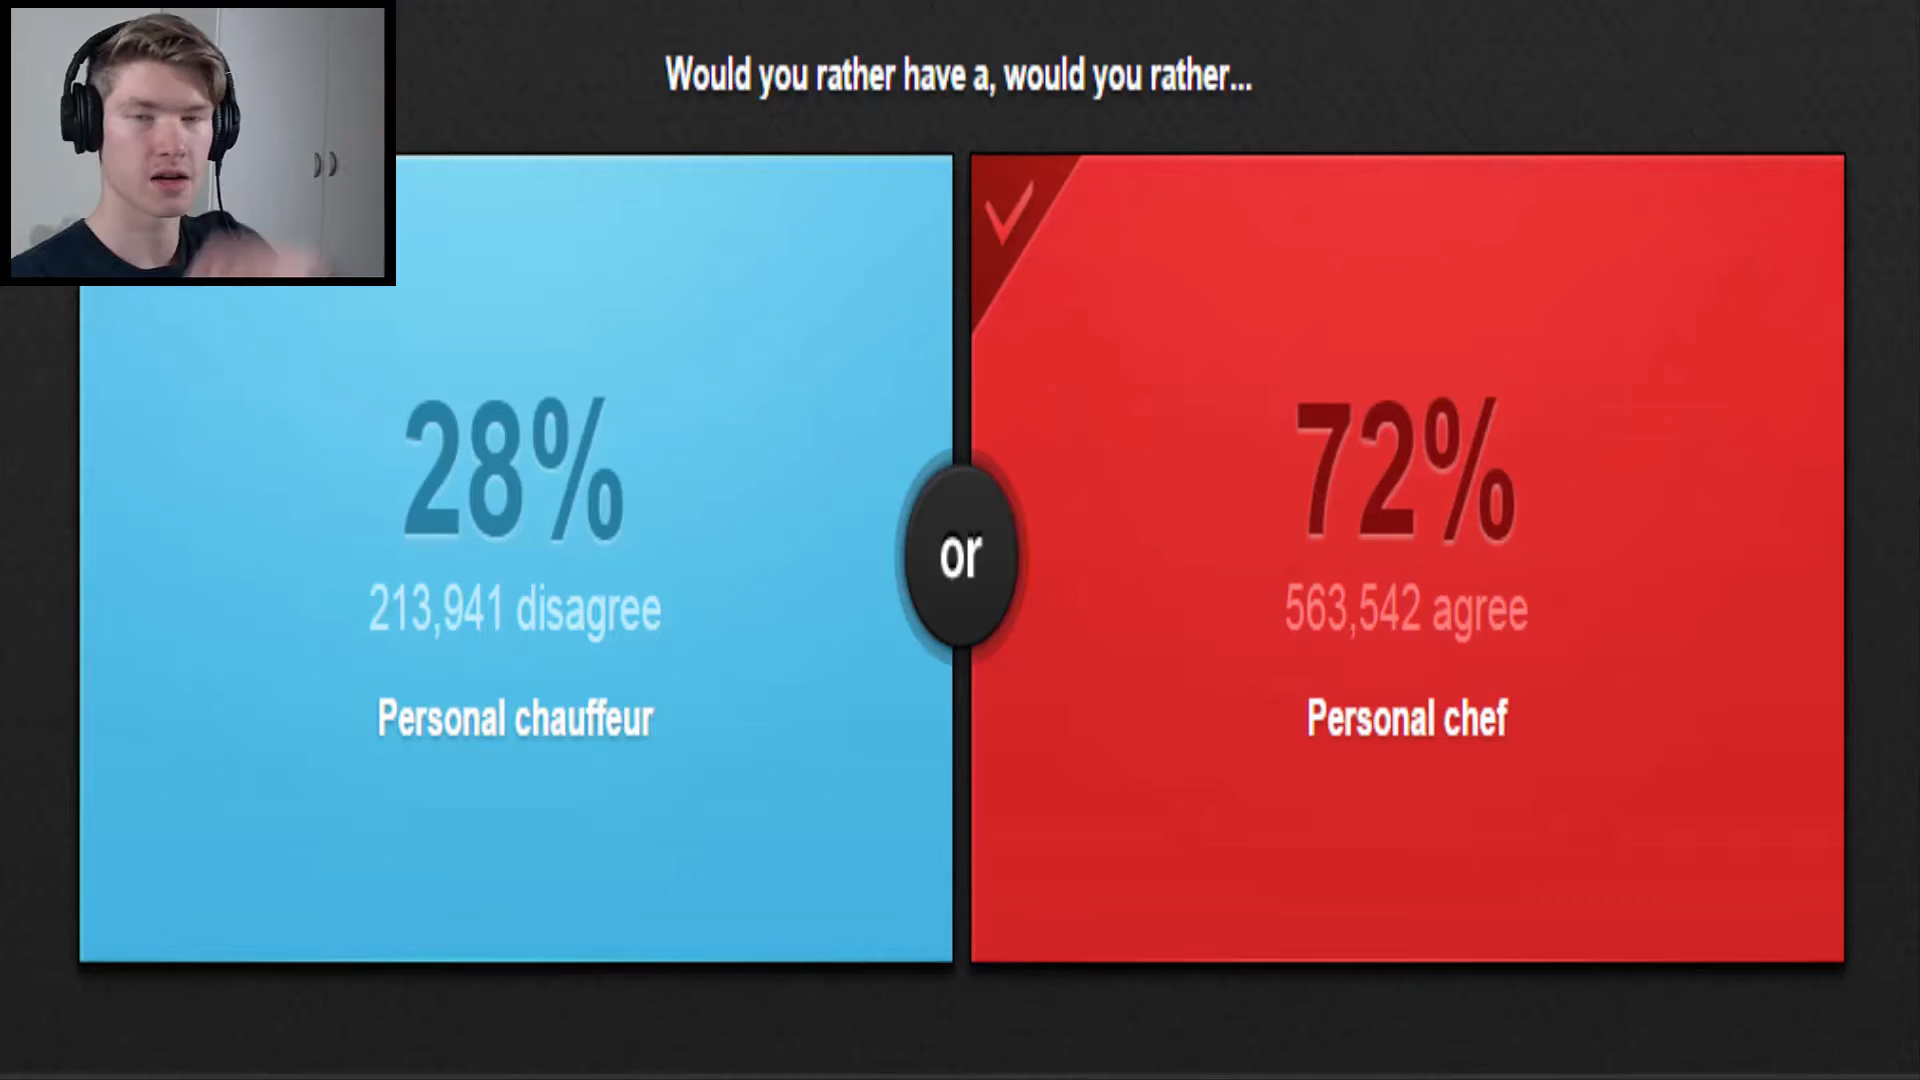 Would you rather have a, would you rather...
28%
213,941 disagree
Personal chauffeur
or
72%
563,542 agree
Personal chef